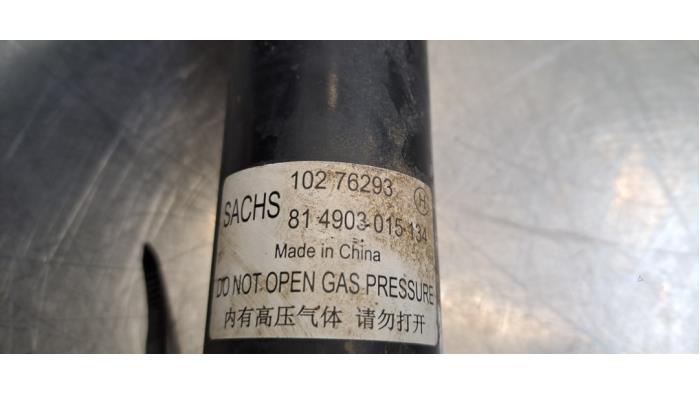 SACHS 102 76293 H
81 4903 015 134
Made in China
DO NOT OPEN GAS PRESSURE
内有高压气体 请勿打开